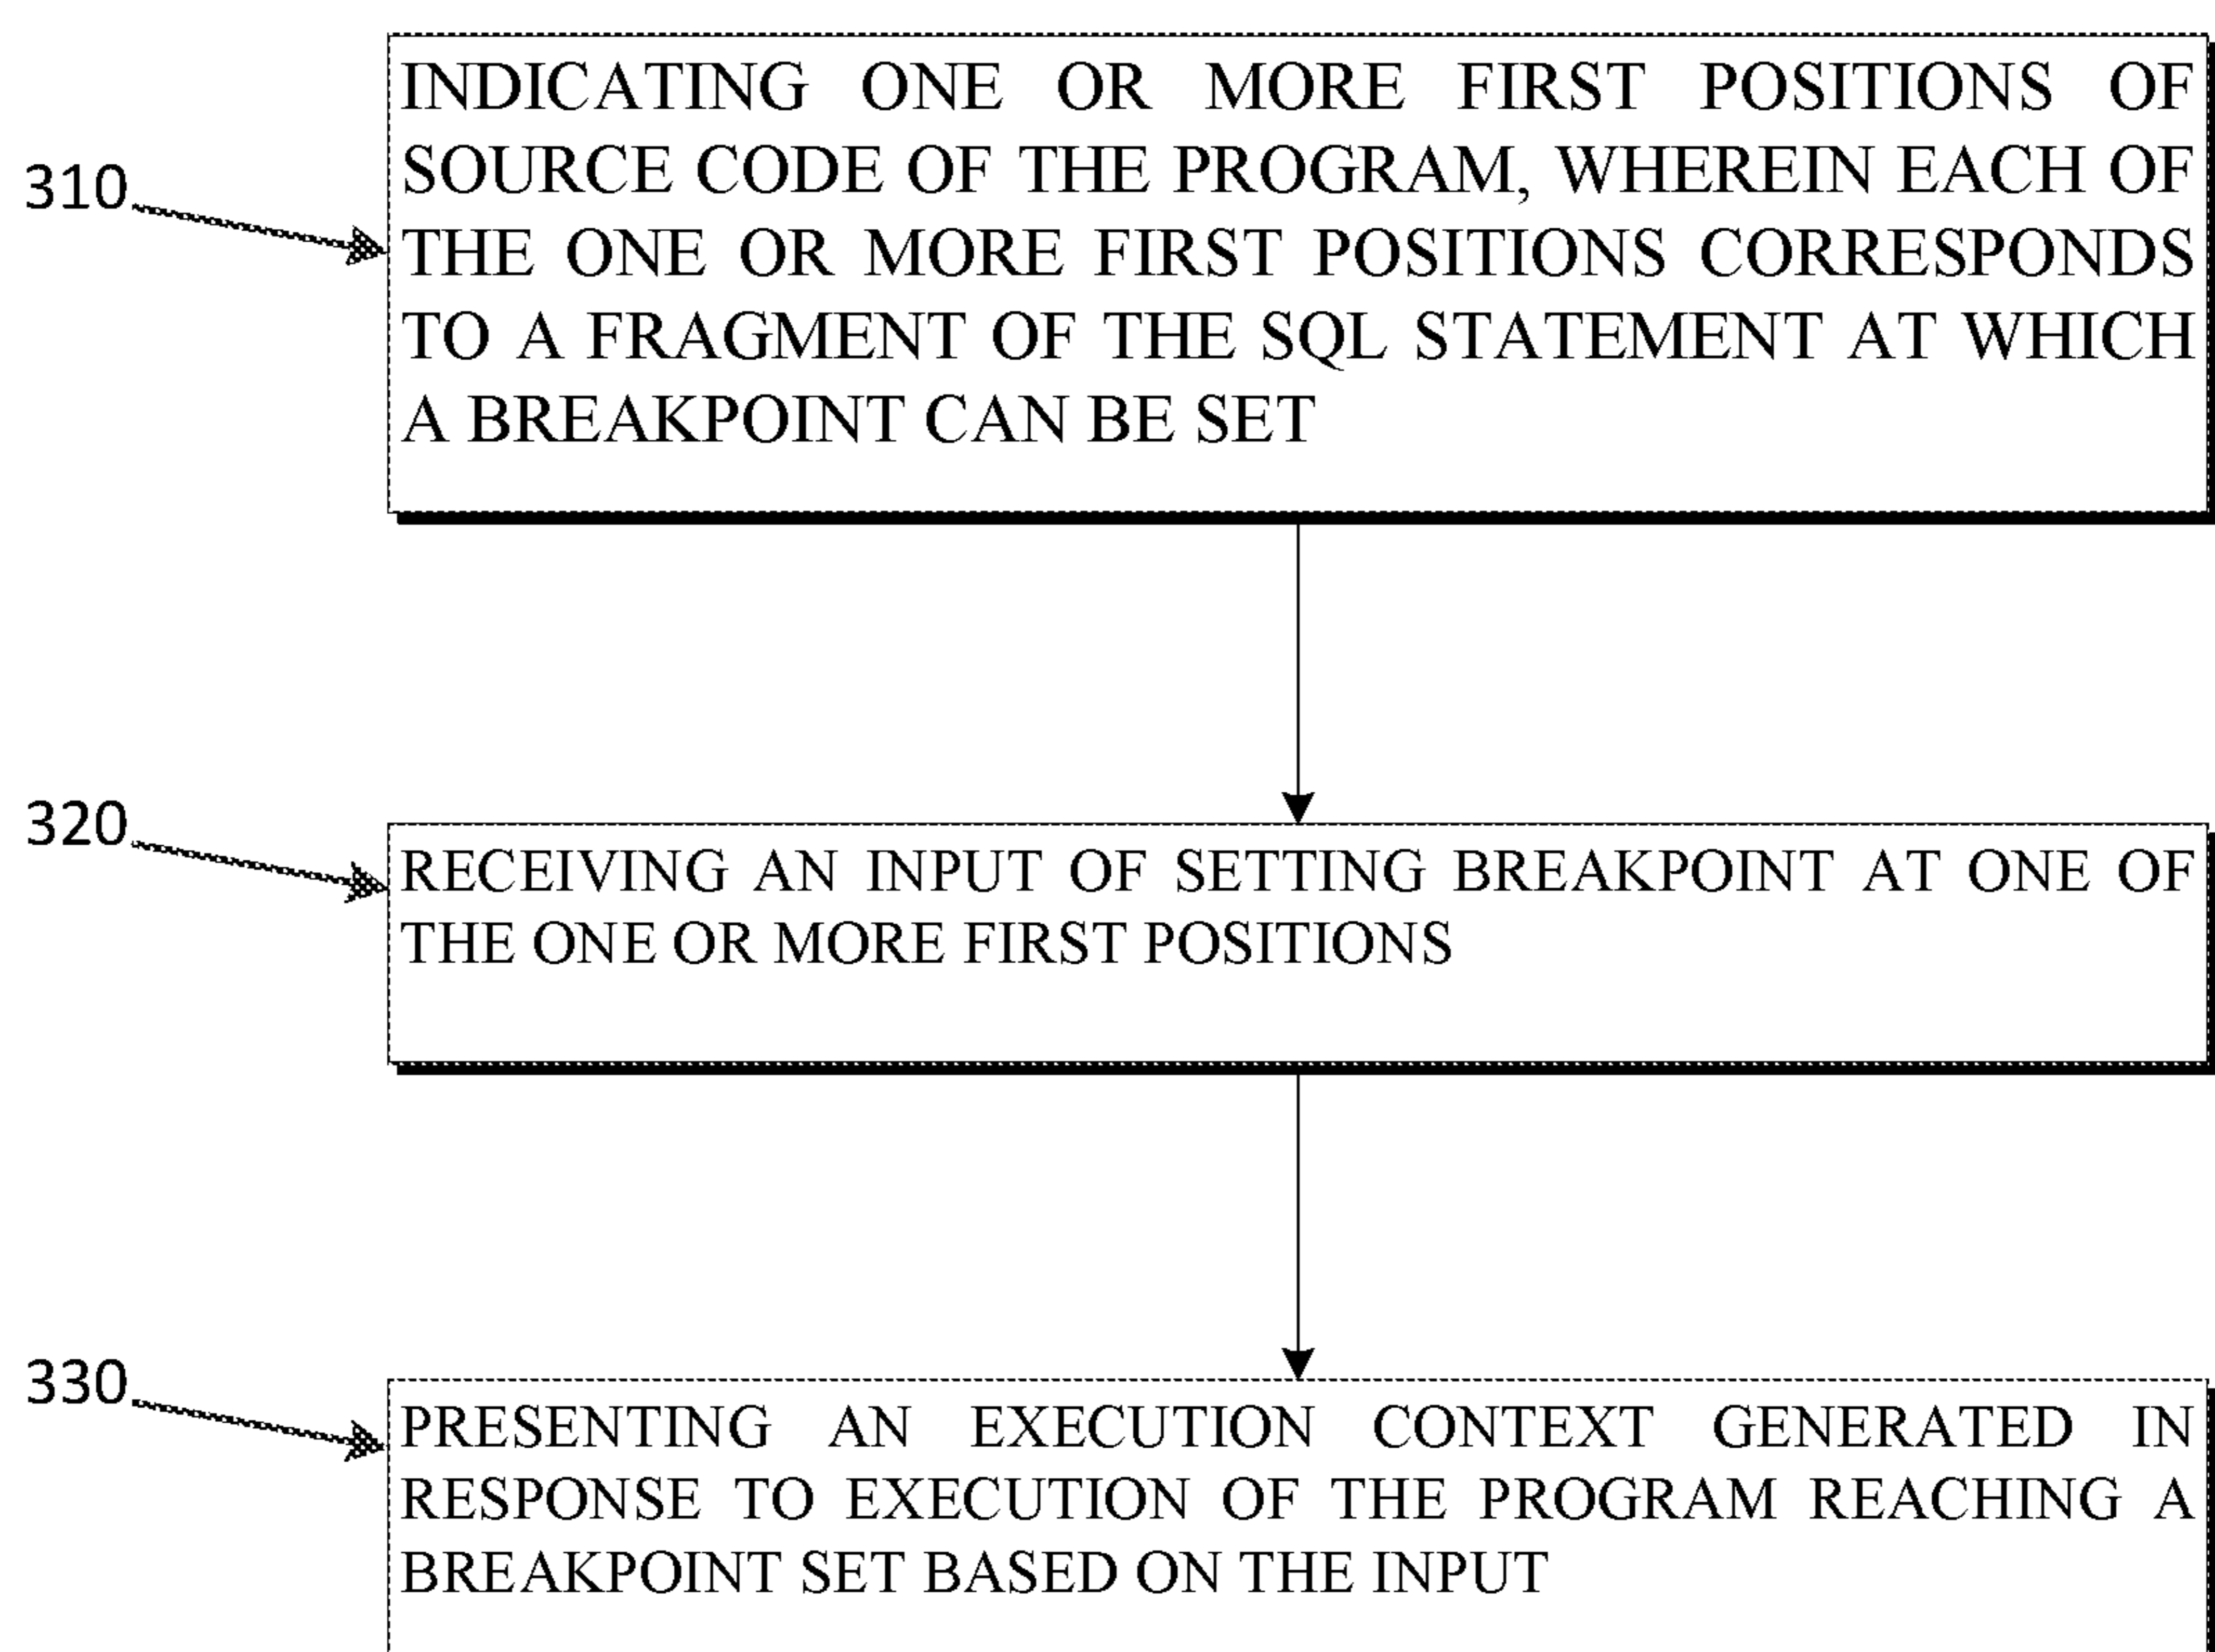 310
INDICATING ONE OR MORE FIRST POSITIONS OF
SOURCE CODE OF THE PROGRAM, WHEREIN EACH OF
THE ONE OR MORE FIRST POSITIONS CORRESPONDS
TO A FRAGMENT OF THE SQL STATEMENT AT WHICH
A BREAKPOINT CAN BE SET
320
RECEIVING AN INPUT OF SETTING BREAKPOINT AT ONE OF
THE ONE OR MORE FIRST POSITIONS
330
PRESENTING AN EXECUTION CONTEXT GENERATED IN
RESPONSE TO EXECUTION OF THE PROGRAM REACHING A
BREAKPOINT SET BASED ON THE INPUT